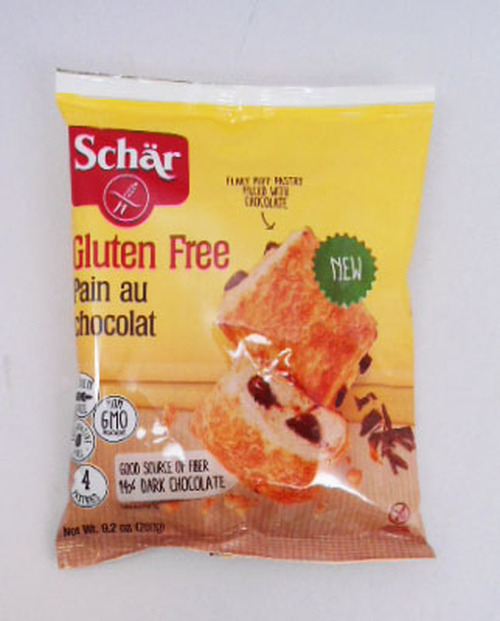 Schär
FLAKY PUFF PASTRY
FILLED WITH
CHOCOLATE
NEW
Gluten Free
Pain au
chocolat
NON
GMO
4
GOOD SOURCE OF FIBER
14% DARK CHOCOLATE
Net Wt. 9.2 oz (260g)